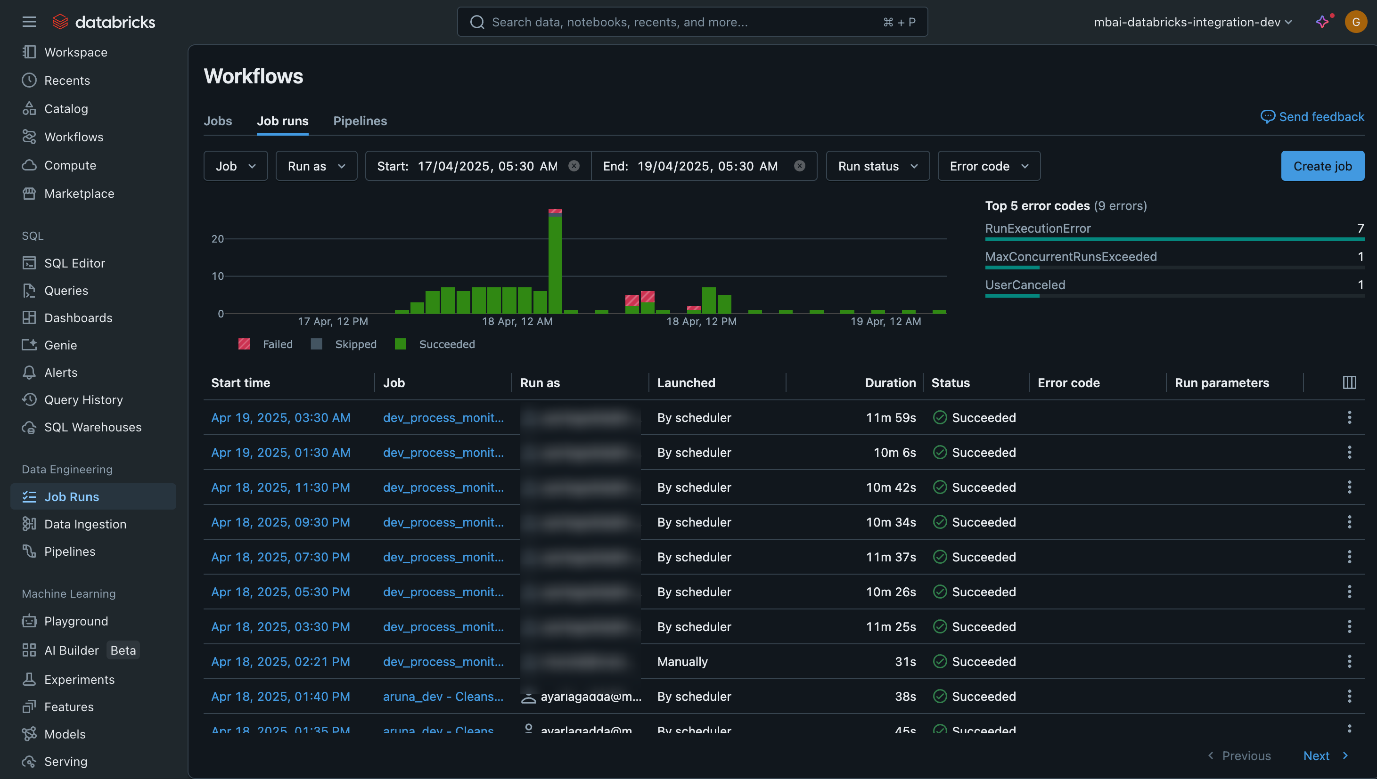 databricks
Search data, notebooks, recents, and more...
⌘ + P
mbai-databricks-integration-dev
G
Workspace
Recents
Catalog
Workflows
Compute
Marketplace
SQL
SQL Editor
Queries
Dashboards
Genie
Alerts
Query History
SQL Warehouses
Data Engineering
Job Runs
Data Ingestion
Pipelines
Machine Learning
Playground
AI Builder Beta
Experiments
Features
Models
Serving
Workflows
Jobs Job runs Pipelines
Send feedback
Job Run as Start: 17/04/2025, 05:30 AM End: 19/04/2025, 05:30 AM Run status Error code Create job
20
10
0
17 Apr, 12 PM 18 Apr, 12 AM 18 Apr, 12 PM 19 Apr, 12 AM
Failed Skipped Succeeded
Top 5 error codes (9 errors)
RunExecutionError 7
MaxConcurrentRunsExceeded 1
UserCanceled 1
Start time Job Run as Launched Duration Status Error code Run parameters
Apr 19, 2025, 03:30 AM dev_process_monit... By scheduler 11m 59s Succeeded
Apr 19, 2025, 01:30 AM dev_process_monit... By scheduler 10m 6s Succeeded
Apr 18, 2025, 11:30 PM dev_process_monit... By scheduler 10m 42s Succeeded
Apr 18, 2025, 09:30 PM dev_process_monit... By scheduler 10m 34s Succeeded
Apr 18, 2025, 07:30 PM dev_process_monit... By scheduler 11m 37s Succeeded
Apr 18, 2025, 05:30 PM dev_process_monit... By scheduler 10m 26s Succeeded
Apr 18, 2025, 03:30 PM dev_process_monit... By scheduler 11m 25s Succeeded
Apr 18, 2025, 02:21 PM dev_process_monit... Manually 31s Succeeded
Apr 18, 2025, 01:40 PM aruna_dev - Cleans... ayarlagadda@m... By scheduler 38s Succeeded
Apr 18, 2025, 01:35 PM aruna_dev - Cleans... ayarlagadda@m... By scheduler 45s Succeeded
Previous Next